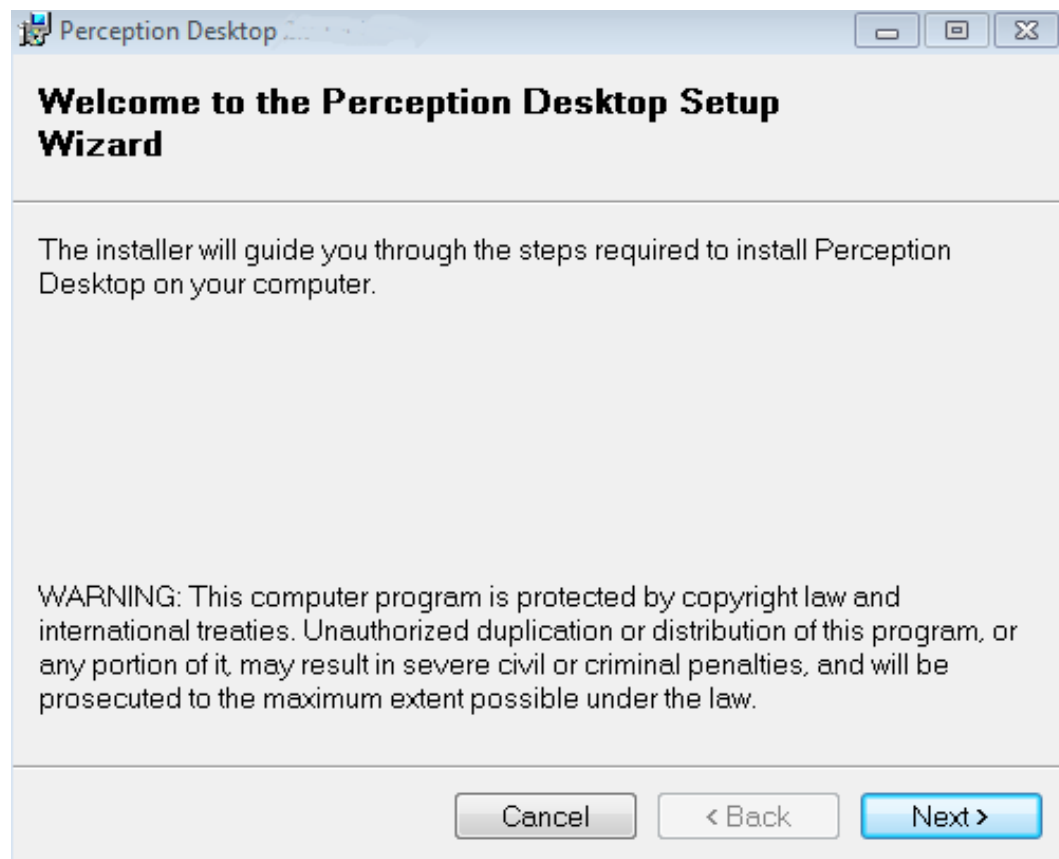 Perception Desktop
Welcome to the Perception Desktop Setup
Wizard
The installer will guide you through the steps required to install Perception
Desktop on your computer.
WARNING: This computer program is protected by copyright law and
international treaties. Unauthorized duplication or distribution of this program, or
any portion of it, may result in severe civil or criminal penalties, and will be
prosecuted to the maximum extent possible under the law.
Cancel
< Back
Next >